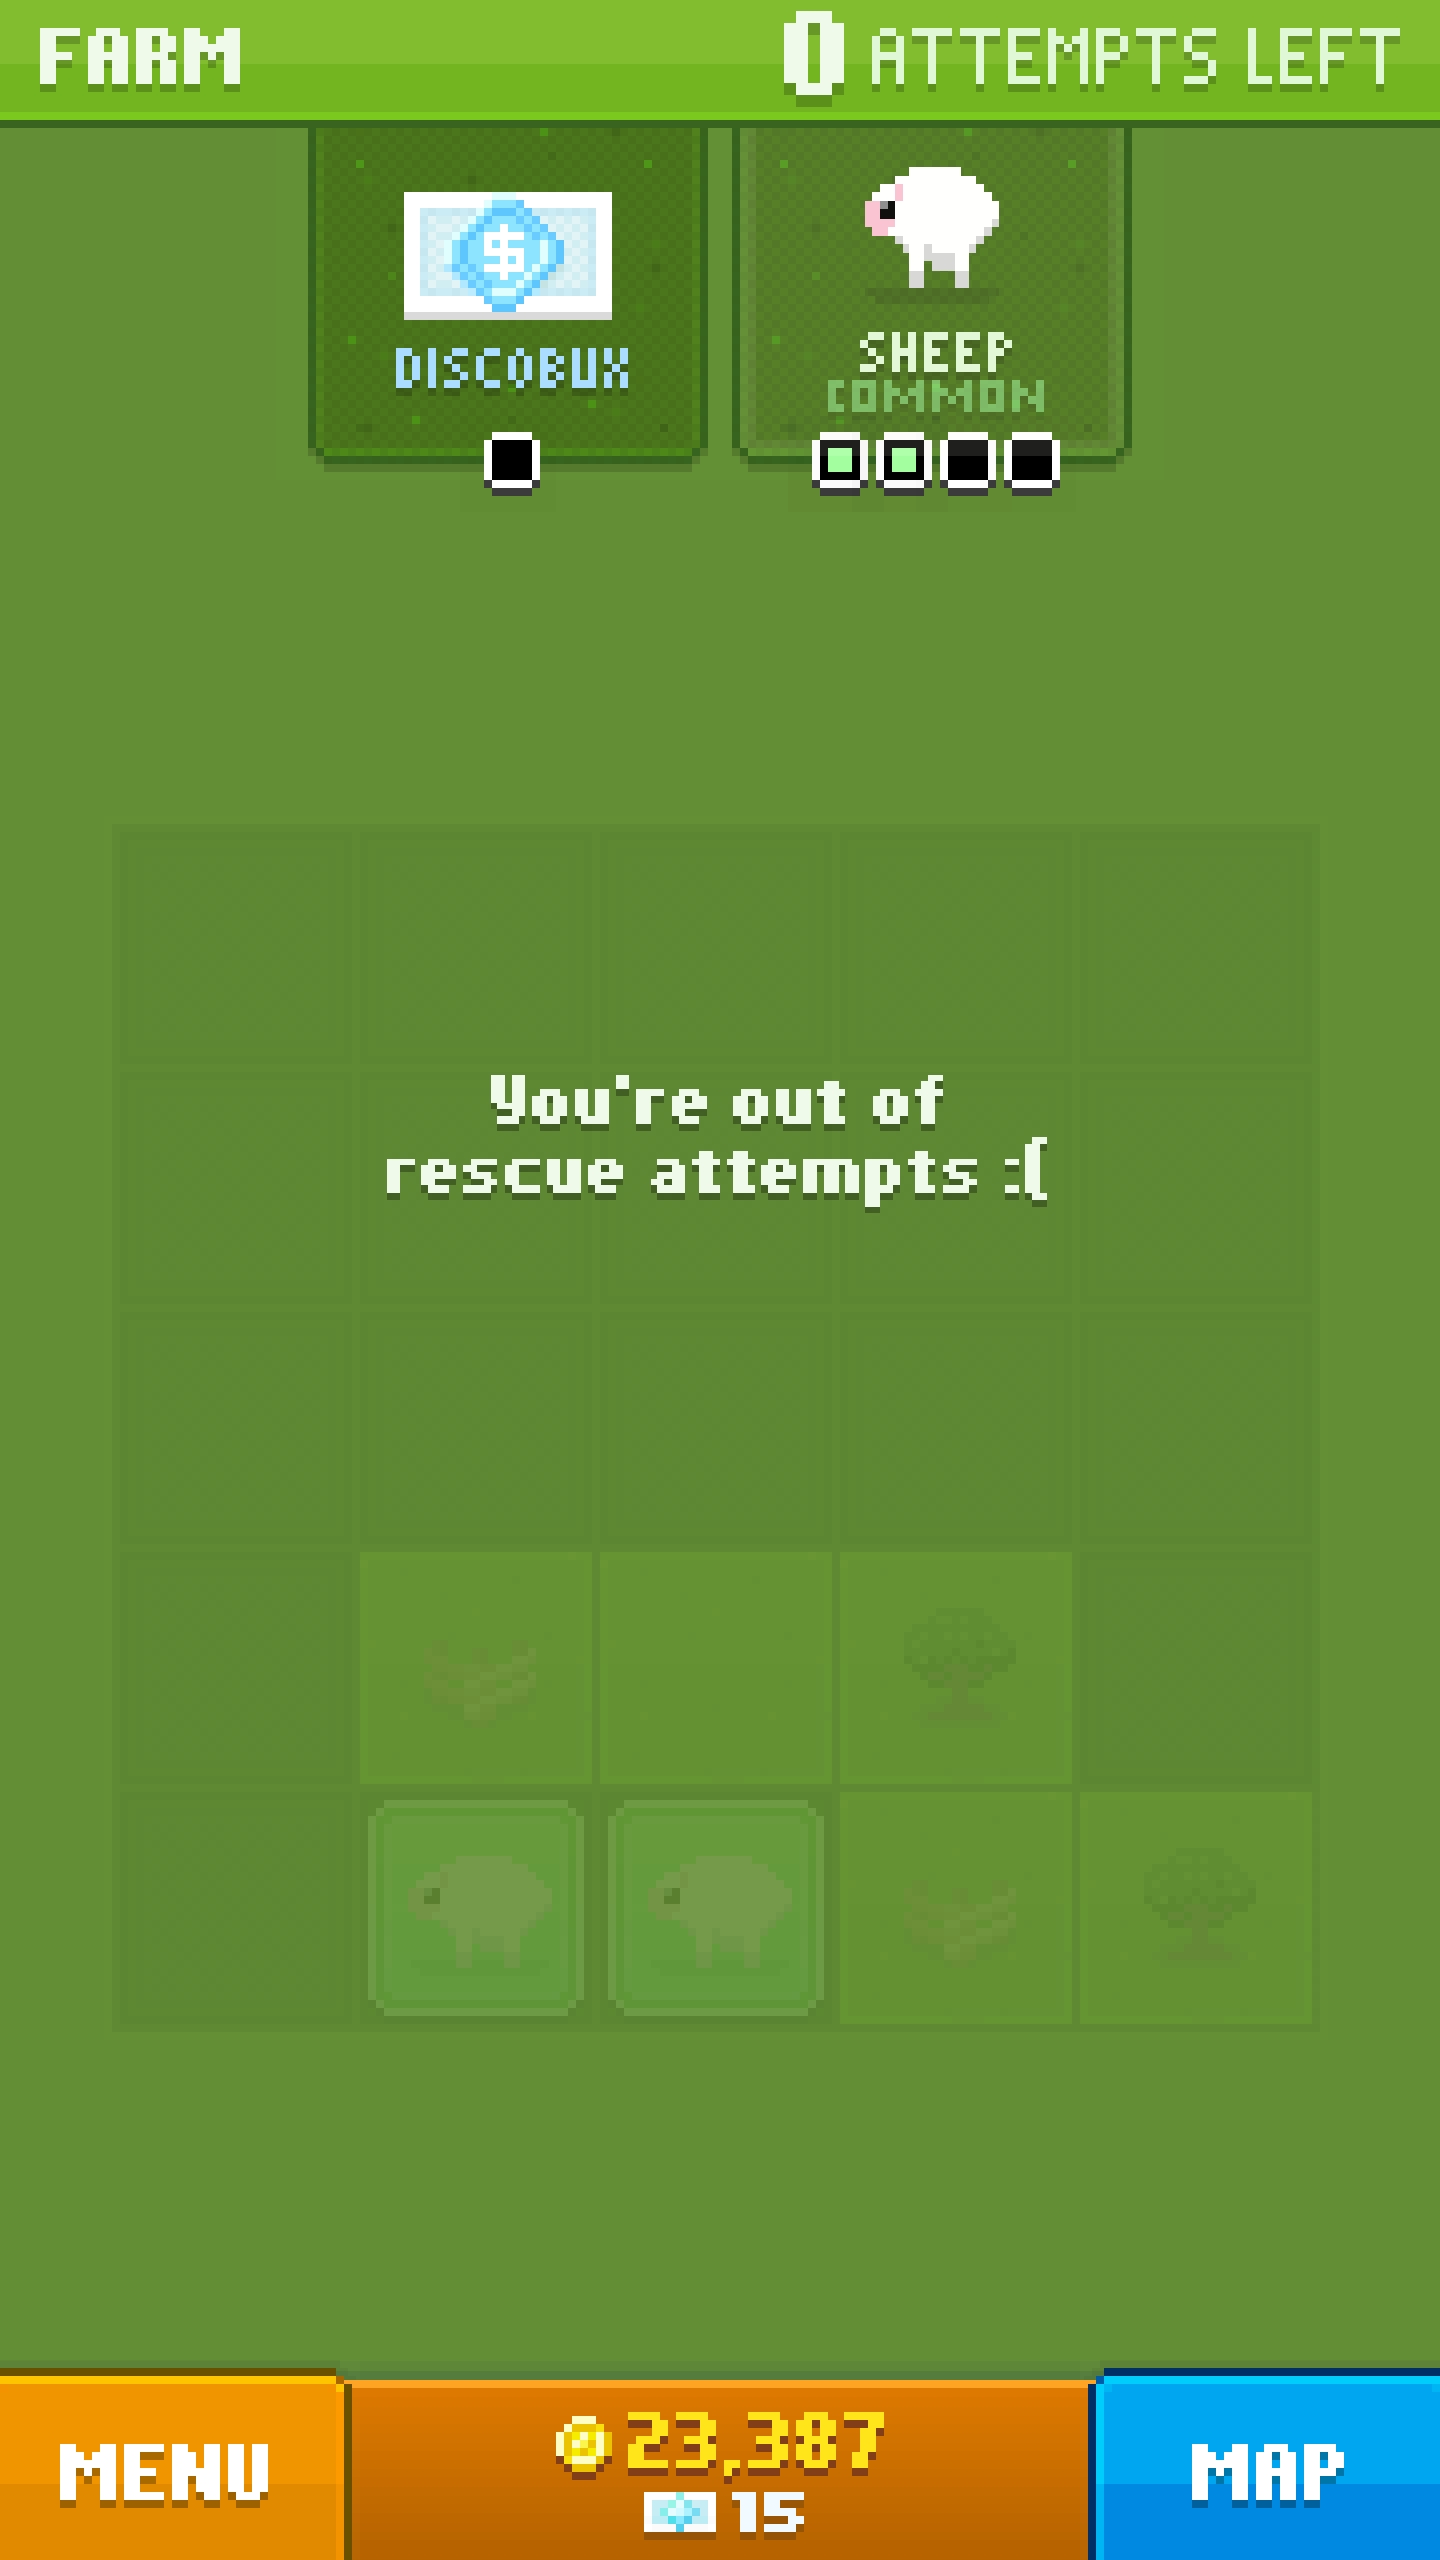 FARM
0 ATTEMPTS LEFT
$
DISCOBUX
SHEEP
COMMON
You're out of
rescue attempts :(
MENU
23,387
15
MAP